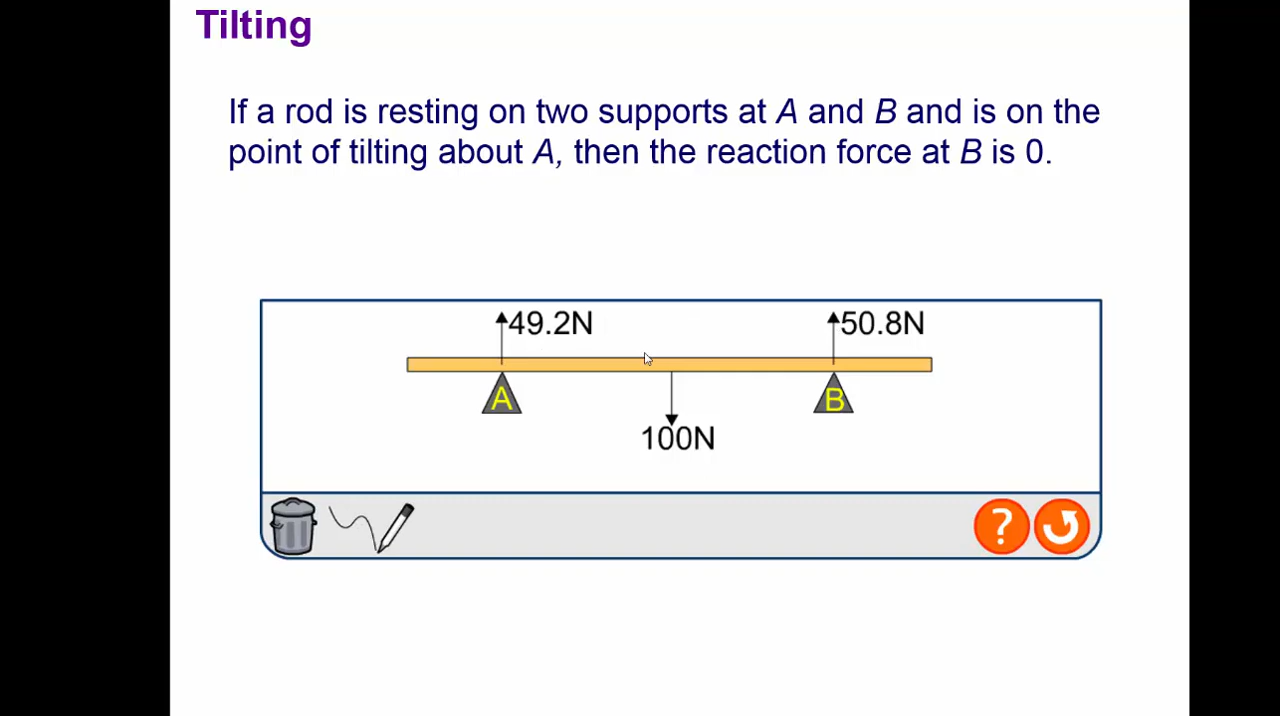 Tilting
If a rod is resting on two supports at A and B and is on the
point of tilting about A, then the reaction force at B is 0.
49.2N
50.8N
A
B
100N
?